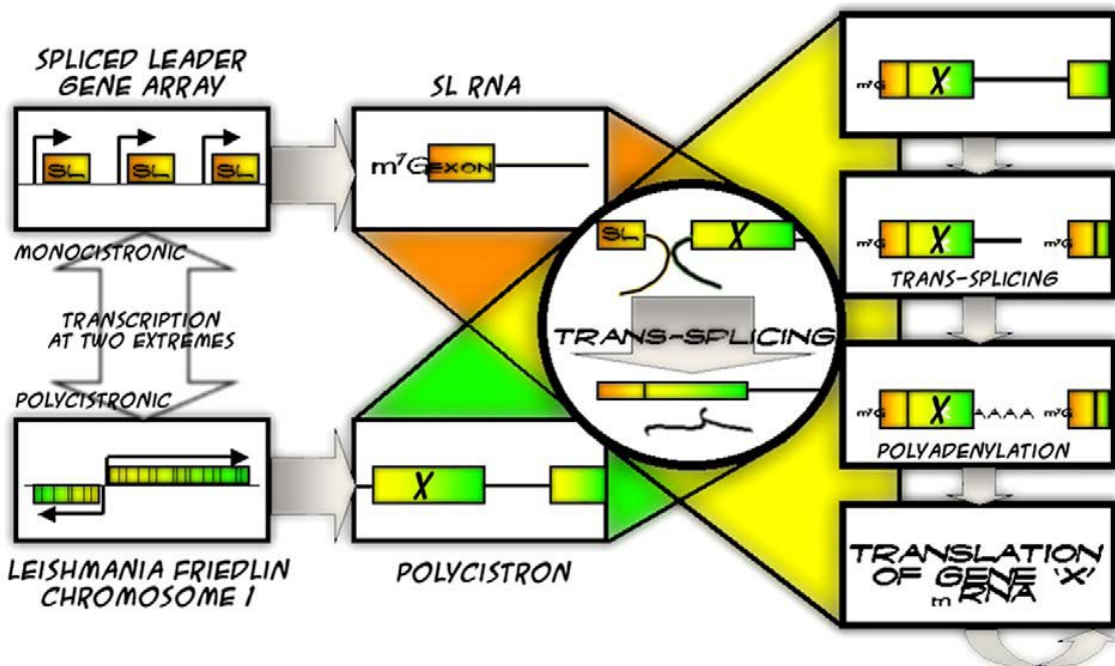 SPLICED LEADER
GENE ARRAY
SL
SL
SL
MONOCISTRONIC
TRANSCRIPTION
AT TWO EXTREMES
POLYCISTRONIC
LEISHMANIA FRIEDLIN
CHROMOSOME 1
SL RNA
m⁷G EXON
X
POLYCISTRON
SL
X
TRANS-SPLICING
m⁷G X
m⁷G X m⁷G
TRANS-SPLICING
m⁷G X AAAA m⁷G
POLYADENYLATION
TRANSLATION
OF GENE 'X'
mRNA